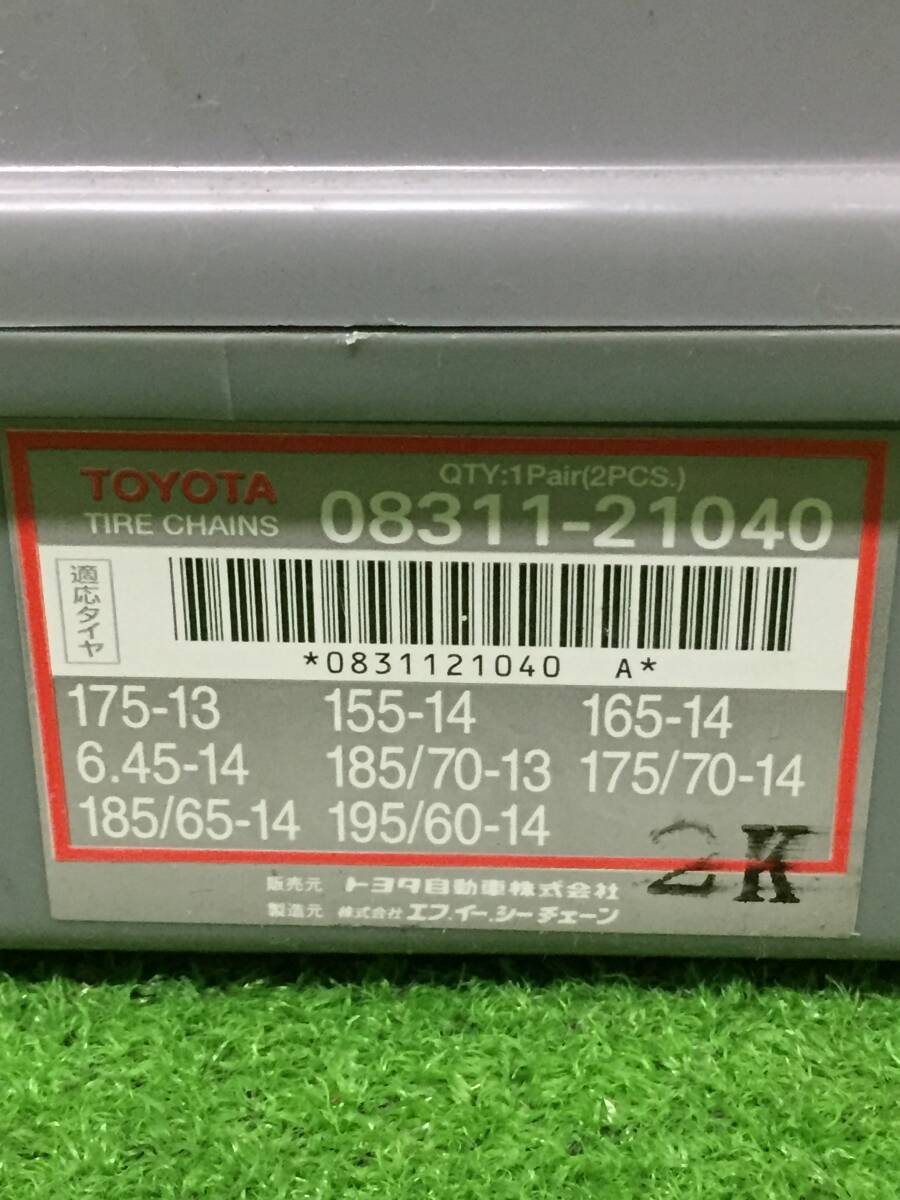 QTY:1Pair(2PCS.)
TOYOTA
TIRE CHAINS 08311-21040
適応タイヤ
*0831121040 A*
175-13 155-14 165-14
6.45-14 185/70-13 175/70-14
185/65-14 195/60-14
2K
販売元 トヨタ自動車株式会社
製造元 株式会社 エフ.イー.シーチェーン